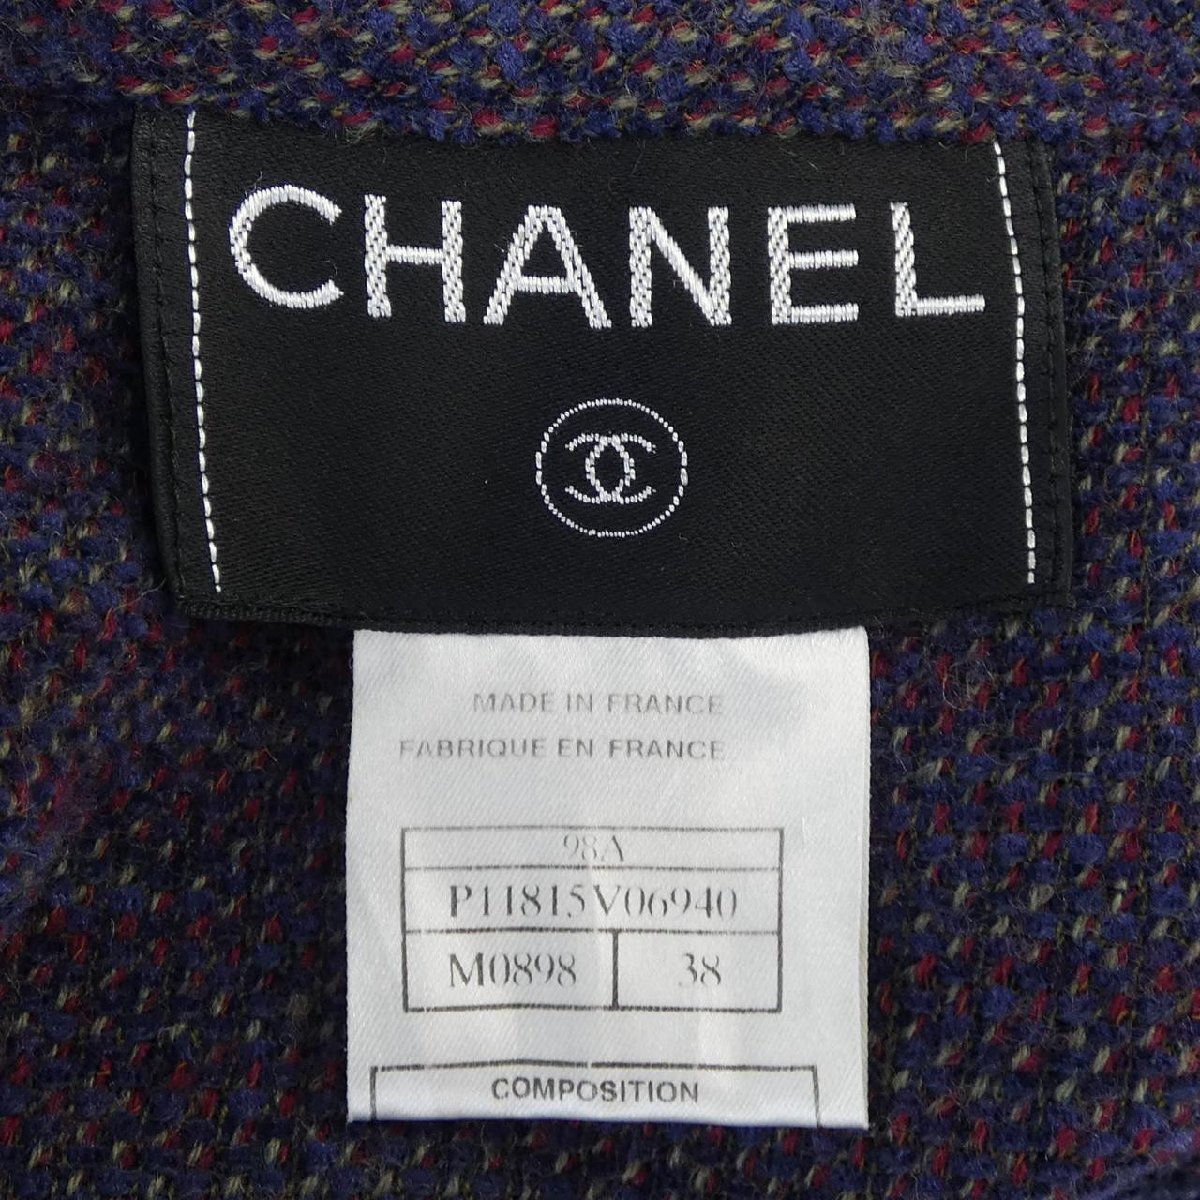 CHANEL
MADE IN FRANCE
FABRIQUE EN FRANCE
98A
P11815V06940
M0898 38
COMPOSITION